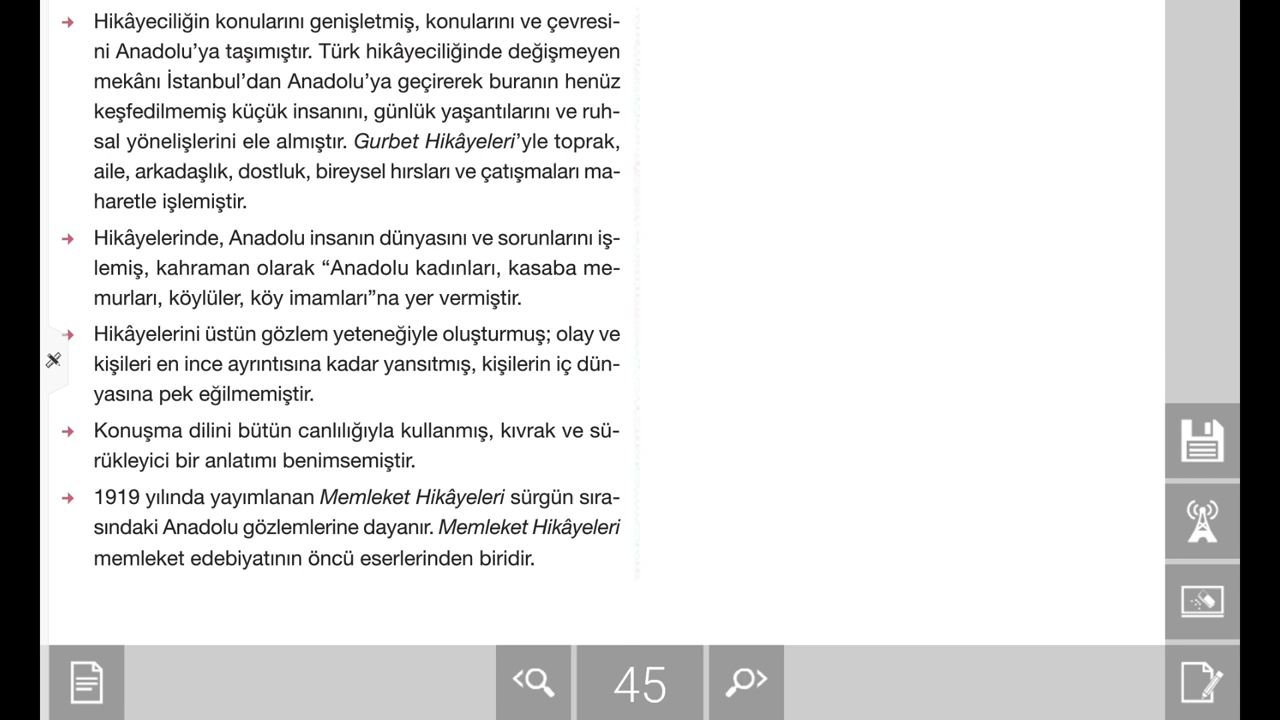 → Hikâyeciliğin konularını genişletmiş, konularını ve çevresi-
ni Anadolu’ya taşımıştır. Türk hikâyeciliğinde değişmeyen
mekânı İstanbul’dan Anadolu’ya geçirerek buranın henüz
keşfedilmemiş küçük insanını, günlük yaşantılarını ve ruh-
sal yönelişlerini ele almıştır. Gurbet Hikâyeleri’yle toprak,
aile, arkadaşlık, dostluk, bireysel hırsları ve çatışmaları ma-
haretle işlemiştir.
→ Hikâyelerinde, Anadolu insanın dünyasını ve sorunlarını iş-
lemiş, kahraman olarak “Anadolu kadınları, kasaba me-
murları, köylüler, köy imamları”na yer vermiştir.
→ Hikâyelerini üstün gözlem yeteneğiyle oluşturmuş; olay ve
kişileri en ince ayrıntısına kadar yansıtmış, kişilerin iç dün-
yasına pek eğilmemiştir.
→ Konuşma dilini bütün canlılığıyla kullanmış, kıvrak ve sü-
rükleyici bir anlatımı benimsemiştir.
→ 1919 yılında yayımlanan Memleket Hikâyeleri sürgün sıra-
sındaki Anadolu gözlemlerine dayanır. Memleket Hikâyeleri
memleket edebiyatının öncü eserlerinden biridir.
45